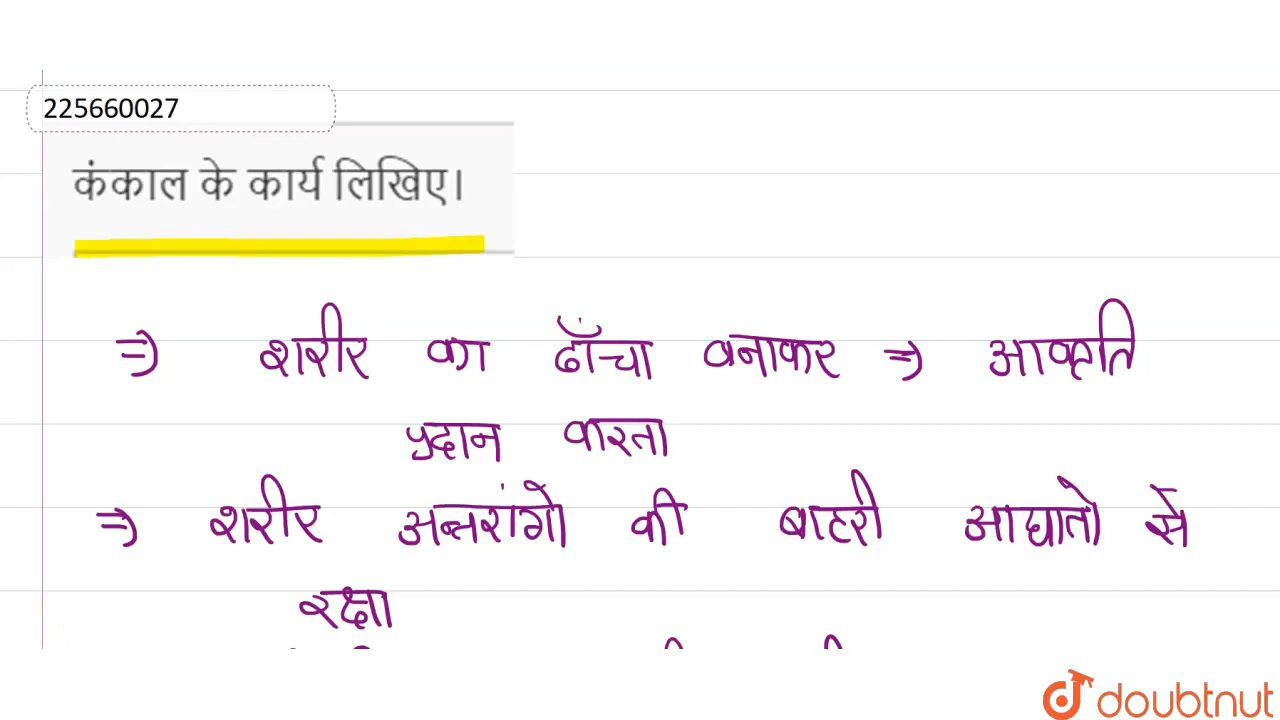 225660027
कंकाल के कार्य लिखिए।
=> शरीर का ढाँचा बनाकर => आकृति
प्रदान करता
=> शरीर अन्तरांगो की बाहरी आघातो से
रक्षा
doubtnut